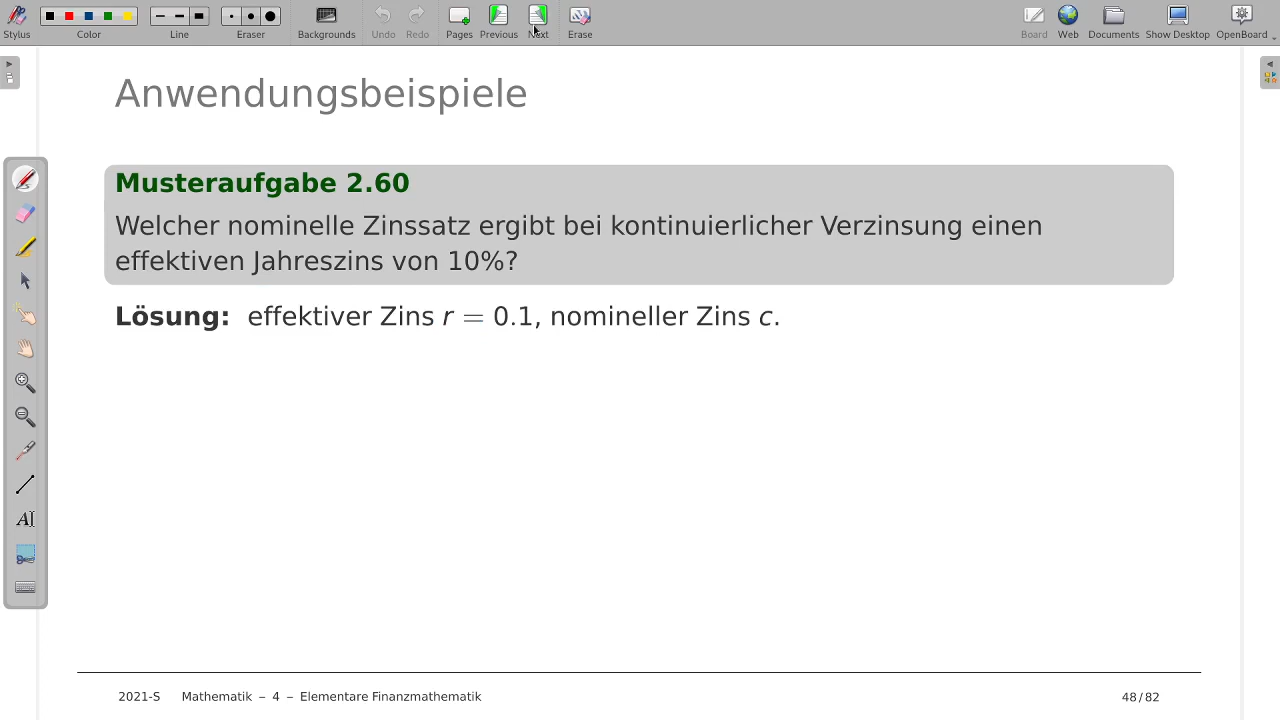 Stylus
Color
Line
Eraser
Backgrounds
Undo
Redo
Pages
Previous
Next
Erase
Board
Web
Documents
Show Desktop
OpenBoard
Anwendungsbeispiele
Musteraufgabe 2.60
Welcher nominelle Zinssatz ergibt bei kontinuierlicher Verzinsung einen
effektiven Jahreszins von 10%?
Lösung: effektiver Zins r = 0.1, nomineller Zins c.
AI
2021-S Mathematik – 4 – Elementare Finanzmathematik 48/82